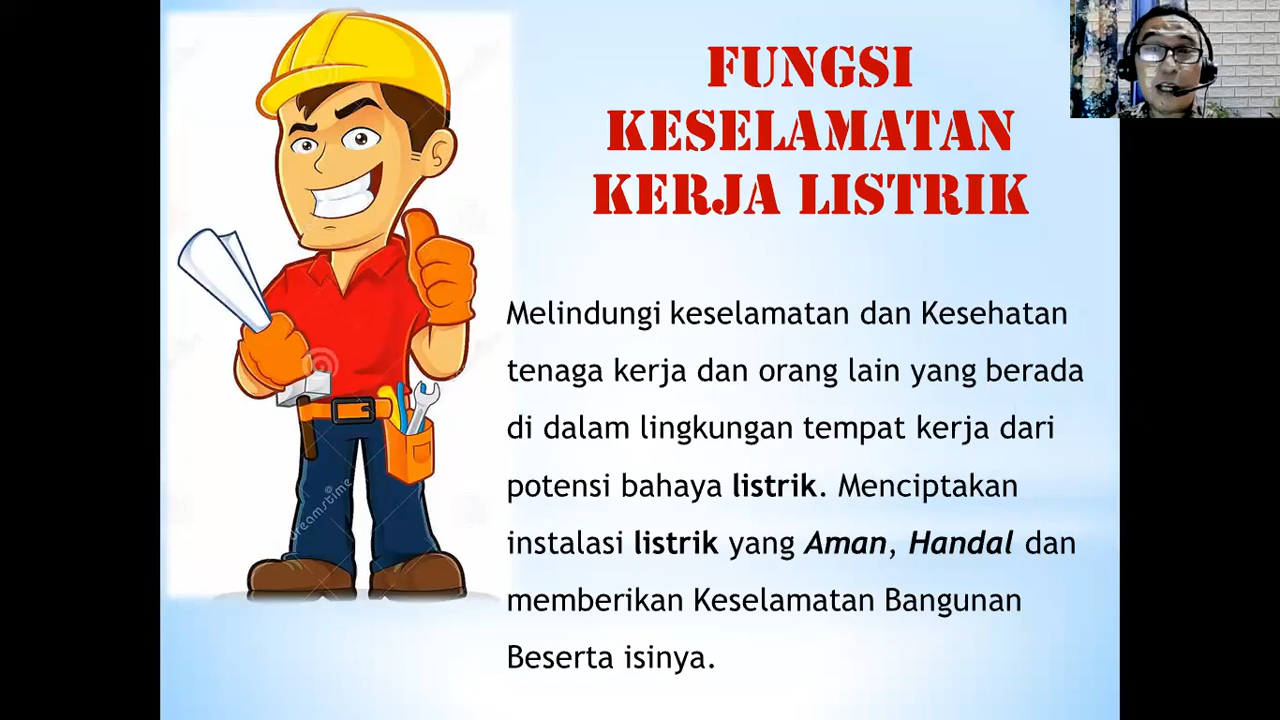 FUNGSI
KESELAMATAN
KERJA LISTRIK
Melindungi keselamatan dan Kesehatan
tenaga kerja dan orang lain yang berada
di dalam lingkungan tempat kerja dari
potensi bahaya listrik. Menciptakan
instalasi listrik yang Aman, Handal dan
memberikan Keselamatan Bangunan
Beserta isinya.
dreamstime